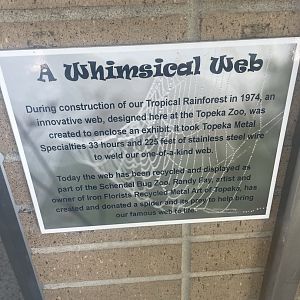 A Whimsical Web
During construction of our Tropical Rainforest in 1974, an
innovative web, designed here at the Topeka Zoo, was
created to enclose an exhibit. It took Topeka Metal
Specialties 33 hours and 225 feet of stainless steel wire
to weld our one-of-a-kind web.
Today the web has been recycled and displayed as
part of the Schendel Bug Zoo. Randy Fay, artist and
owner of Iron Florists Recycled Metal Art of Topeka, has
created and donated a spider and its prey to help bring
our famous web to life.